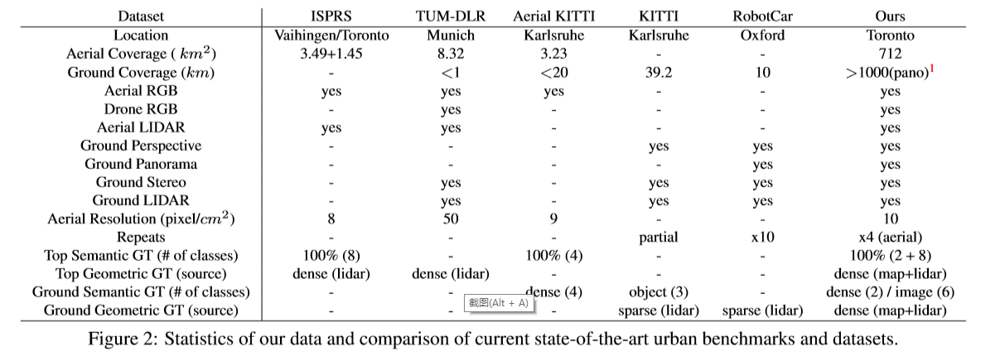 Dataset ISPRS TUM-DLR Aerial KITTI KITTI RobotCar Ours
Location Vaihingen/Toronto Munich Karlsruhe Karlsruhe Oxford Toronto
Aerial Coverage ( km²) 3.49+1.45 8.32 3.23 - - 712
Ground Coverage (km) - <1 <20 39.2 10 >1000(pano)¹
Aerial RGB yes yes yes - - yes
Drone RGB - yes - - - yes
Aerial LIDAR yes yes - - - yes
Ground Perspective - - - yes yes yes
Ground Panorama - - - - yes yes
Ground Stereo - yes - yes yes yes
Ground LIDAR - yes - yes yes yes
Aerial Resolution (pixel/cm²) 8 50 9 - - 10
Repeats - - - partial x10 x4 (aerial)
Top Semantic GT (# of classes) 100% (8) - 100% (4) - - 100% (2 + 8)
Top Geometric GT (source) dense (lidar) dense (lidar) - - - dense (map+lidar)
Ground Semantic GT (# of classes) - - dense (4) object (3) - dense (2) / image (6)
截图(Alt + A)
Ground Geometric GT (source) - - - sparse (lidar) sparse (lidar) dense (map+lidar)
Figure 2: Statistics of our data and comparison of current state-of-the-art urban benchmarks and datasets.